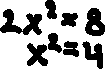 2x² = 8
x² = 4